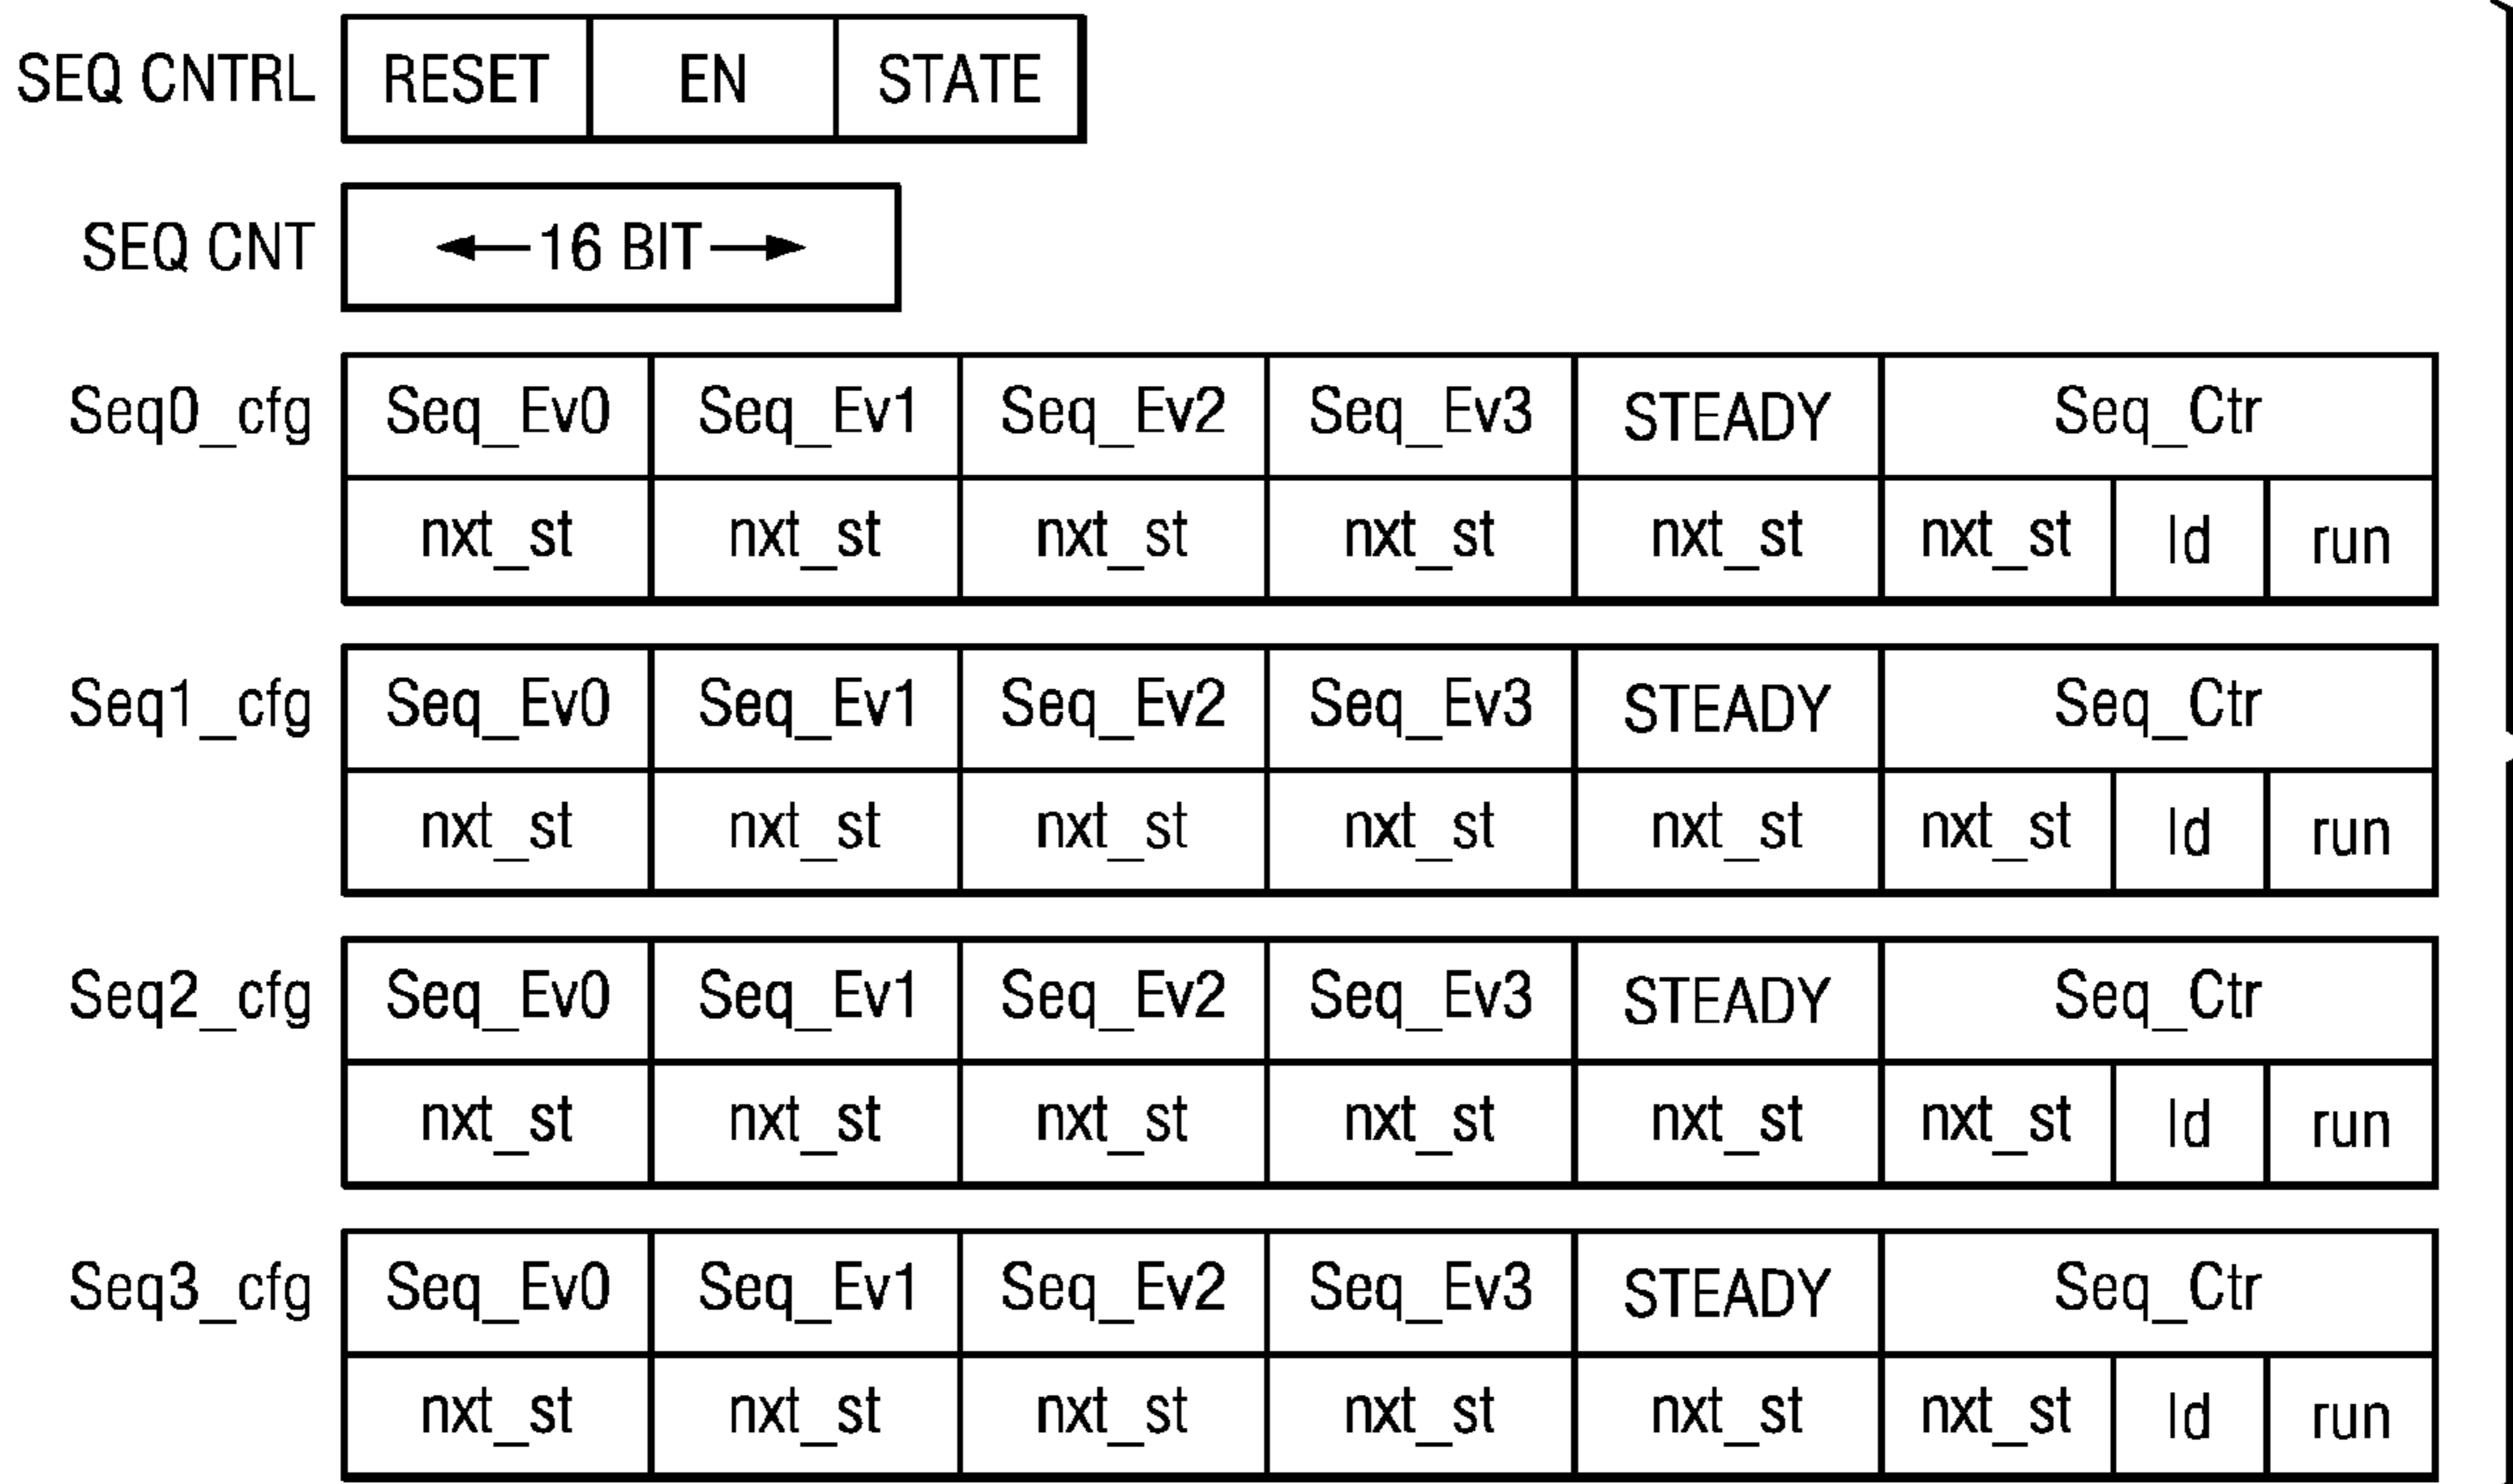 SEQ CNTRL RESET EN STATE
SEQ CNT 16 BIT
Seq0_cfg Seq_Ev0 Seq_Ev1 Seq_Ev2 Seq_Ev3 STEADY Seq_Ctr
nxt_st nxt_st nxt_st nxt_st nxt_st nxt_st ld run
Seq1_cfg Seq_Ev0 Seq_Ev1 Seq_Ev2 Seq_Ev3 STEADY Seq_Ctr
nxt_st nxt_st nxt_st nxt_st nxt_st nxt_st ld run
Seq2_cfg Seq_Ev0 Seq_Ev1 Seq_Ev2 Seq_Ev3 STEADY Seq_Ctr
nxt_st nxt_st nxt_st nxt_st nxt_st nxt_st ld run
Seq3_cfg Seq_Ev0 Seq_Ev1 Seq_Ev2 Seq_Ev3 STEADY Seq_Ctr
nxt_st nxt_st nxt_st nxt_st nxt_st nxt_st ld run